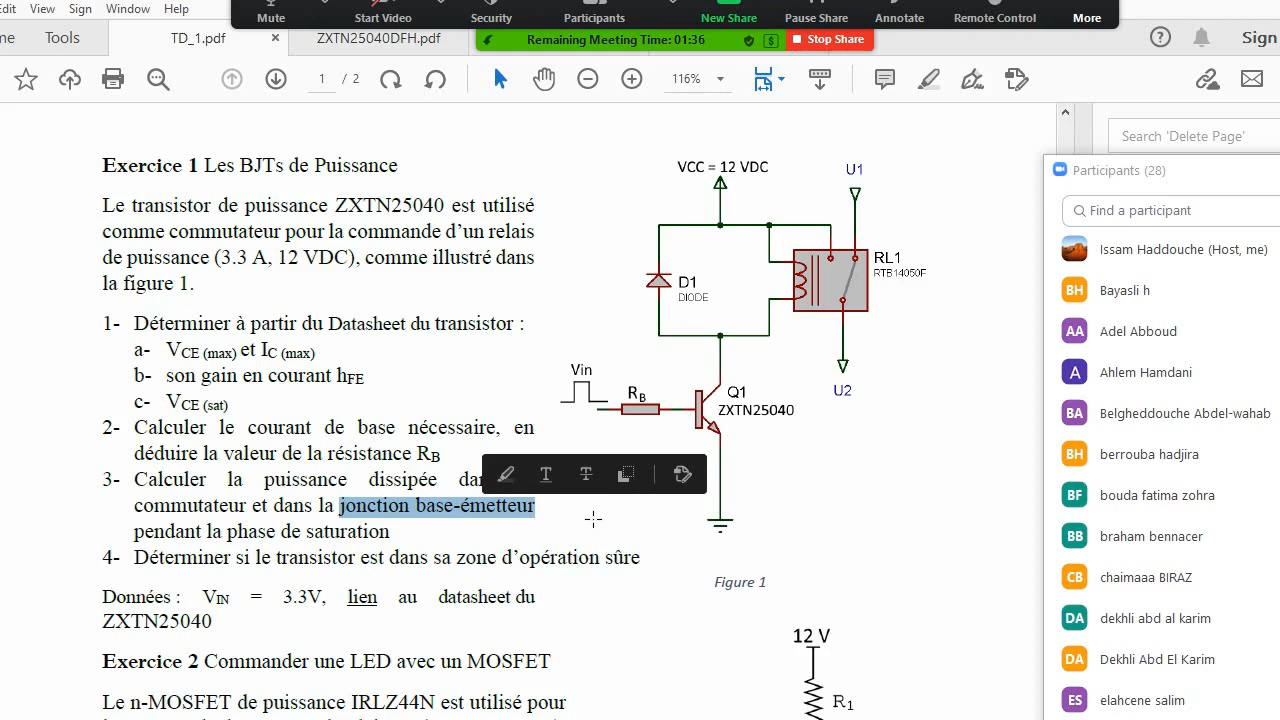 Edit View Sign Window Help
Mute Start Video Security Participants New Share Pause Share Annotate Remote Control More
Remaining Meeting Time: 01:36 Stop Share
Tools TD_1.pdf × ZXTN25040DFH.pdf Sign
1 / 2 116%
Search 'Delete Page'
Exercice 1 Les BJTs de Puissance
Le transistor de puissance ZXTN25040 est utilisé
comme commutateur pour la commande d'un relais
de puissance (3.3 A, 12 VDC), comme illustré dans
la figure 1.
1- Déterminer à partir du Datasheet du transistor :
a- VCE (max) et IC (max)
b- son gain en courant hFE
c- VCE (sat)
2- Calculer le courant de base nécessaire, en
déduire la valeur de la résistance RB
3- Calculer la puissance dissipée
commutateur et dans la jonction base-émetteur
pendant la phase de saturation
4- Déterminer si le transistor est dans sa zone d'opération sûre
Données : VIN = 3.3V, lien au datasheet du
ZXTN25040
Exercice 2 Commander une LED avec un MOSFET
Le n-MOSFET de puissance IRLZ44N est utilisé pour
VCC = 12 VDC
U1
D1
DIODE
RL1
RTB14050F
Vin
RB
Q1
ZXTN25040
U2
Figure 1
12 V
R1
Participants (28)
Find a participant
Issam Haddouche (Host, me)
BH Bayasli h
AA Adel Abboud
A Ahlem Hamdani
BA Belgheddouche Abdel-wahab
BH berrouba hadjira
BF bouda fatima zohra
BB braham bennacer
CB chaimaaa BIRAZ
DA dekhli abd al karim
DA Dekhli Abd El Karim
ES elahcene salim